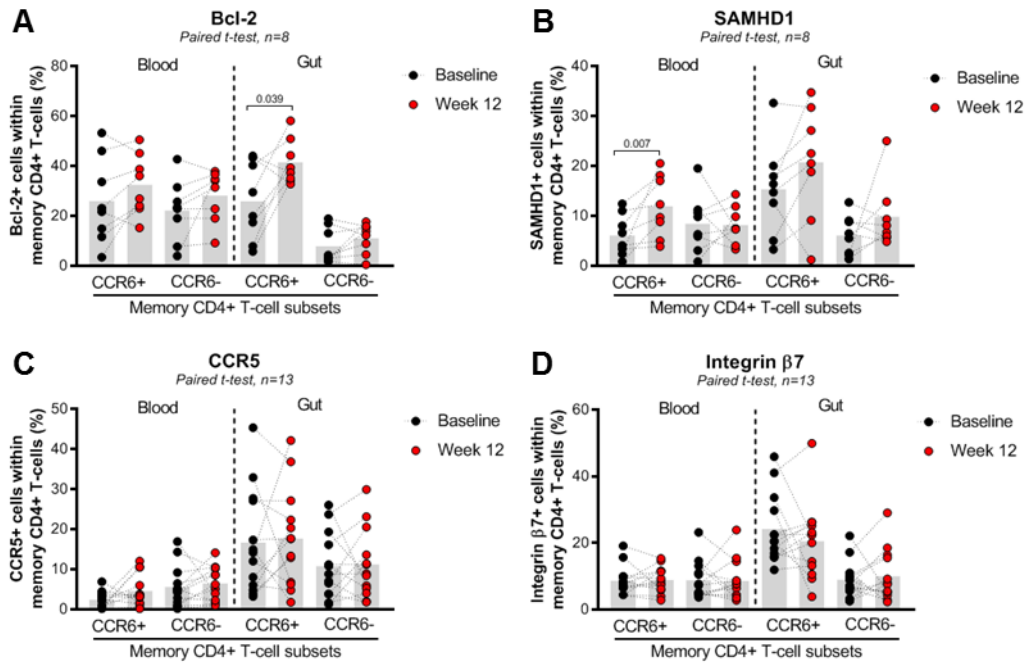 A
Bcl-2
Paired t-test, n=8
Blood
Gut
Baseline
Week 12
Bcl-2+ cells within
memory CD4+ T-cells (%)
80
60
40
20
0
0.039
CCR6+ CCR6- CCR6+ CCR6-
Memory CD4+ T-cell subsets
B
SAMHD1
Paired t-test, n=8
Blood
Gut
Baseline
Week 12
SAMHD1+ cells within
memory CD4+ T-cells (%)
40
30
20
10
0
0.007
CCR6+ CCR6- CCR6+ CCR6-
Memory CD4+ T-cell subsets
C
CCR5
Paired t-test, n=13
Blood
Gut
Baseline
Week 12
CCR5+ cells within
memory CD4+ T-cells (%)
50
40
30
20
10
0
CCR6+ CCR6- CCR6+ CCR6-
Memory CD4+ T-cell subsets
D
Integrin β7
Paired t-test, n=13
Blood
Gut
Baseline
Week 12
Integrin β7+ cells within
memory CD4+ T-cells (%)
60
40
20
0
CCR6+ CCR6- CCR6+ CCR6-
Memory CD4+ T-cell subsets